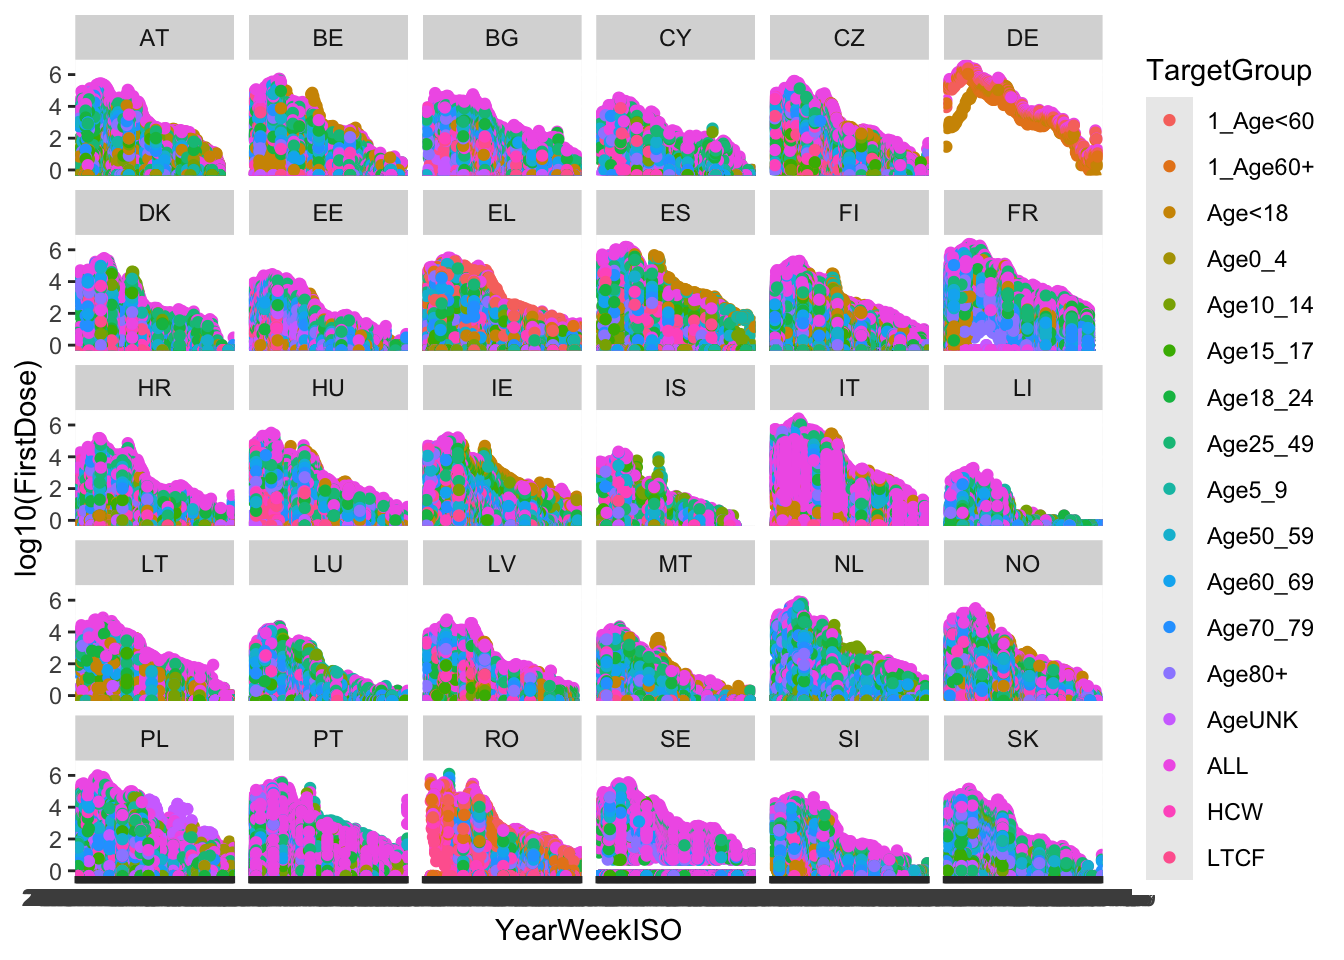 AT BE BG CY CZ DE
6
4
2
0
DK EE EL ES FI FR
6
4
2
0
HR HU IE IS IT LI
6
4
2
0
LT LU LV MT NL NO
6
4
2
0
PL PT RO SE SI SK
6
4
2
0
log10(FirstDose)
YearWeekISO
TargetGroup
1_Age<60
1_Age60+
Age<18
Age0_4
Age10_14
Age15_17
Age18_24
Age25_49
Age5_9
Age50_59
Age60_69
Age70_79
Age80+
AgeUNK
ALL
HCW
LTCF